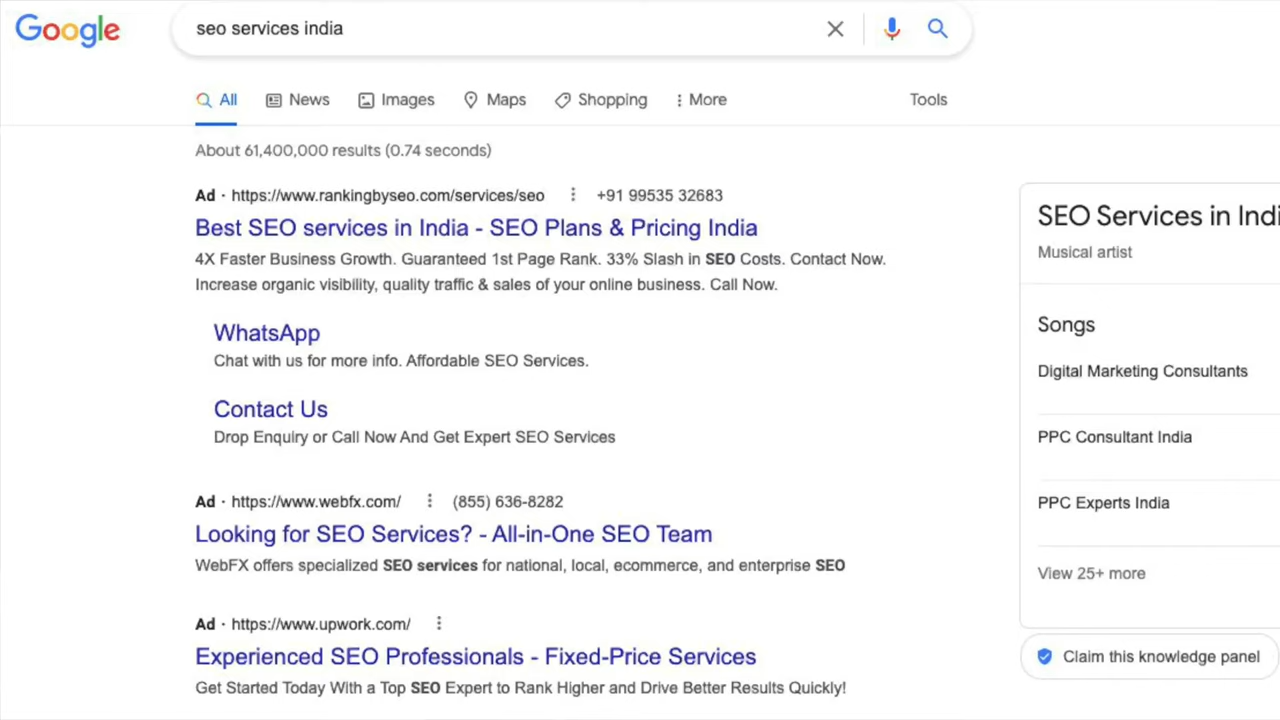 Google
seo services india
All
News
Images
Maps
Shopping
More
Tools
About 61,400,000 results (0.74 seconds)
Ad · https://www.rankingbyseo.com/services/seo +91 99535 32683
Best SEO services in India - SEO Plans & Pricing India
4X Faster Business Growth. Guaranteed 1st Page Rank. 33% Slash in SEO Costs. Contact Now.
Increase organic visibility, quality traffic & sales of your online business. Call Now.
WhatsApp
Chat with us for more info. Affordable SEO Services.
Contact Us
Drop Enquiry or Call Now And Get Expert SEO Services
Ad · https://www.webfx.com/ (855) 636-8282
Looking for SEO Services? - All-in-One SEO Team
WebFX offers specialized SEO services for national, local, ecommerce, and enterprise SEO
Ad · https://www.upwork.com/
Experienced SEO Professionals - Fixed-Price Services
Get Started Today With a Top SEO Expert to Rank Higher and Drive Better Results Quickly!
SEO Services in Indi
Musical artist
Songs
Digital Marketing Consultants
PPC Consultant India
PPC Experts India
View 25+ more
Claim this knowledge panel